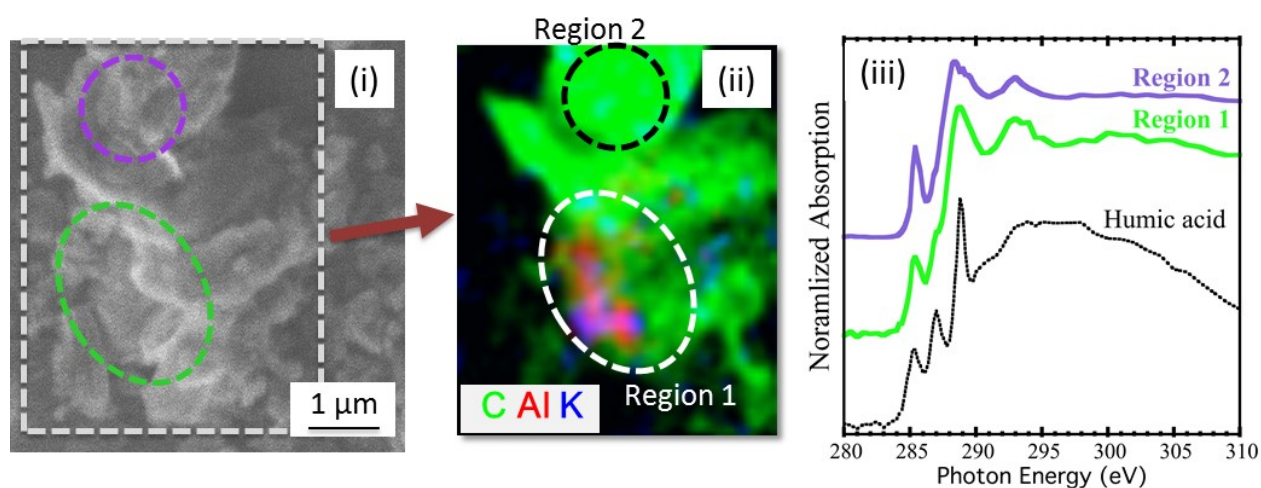 (i)
1 μm
Region 2
(ii)
C Al K
Region 1
(iii)
Region 2
Region 1
Humic acid
Noramlized Absorption
280 285 290 295 300 305 310
Photon Energy (eV)